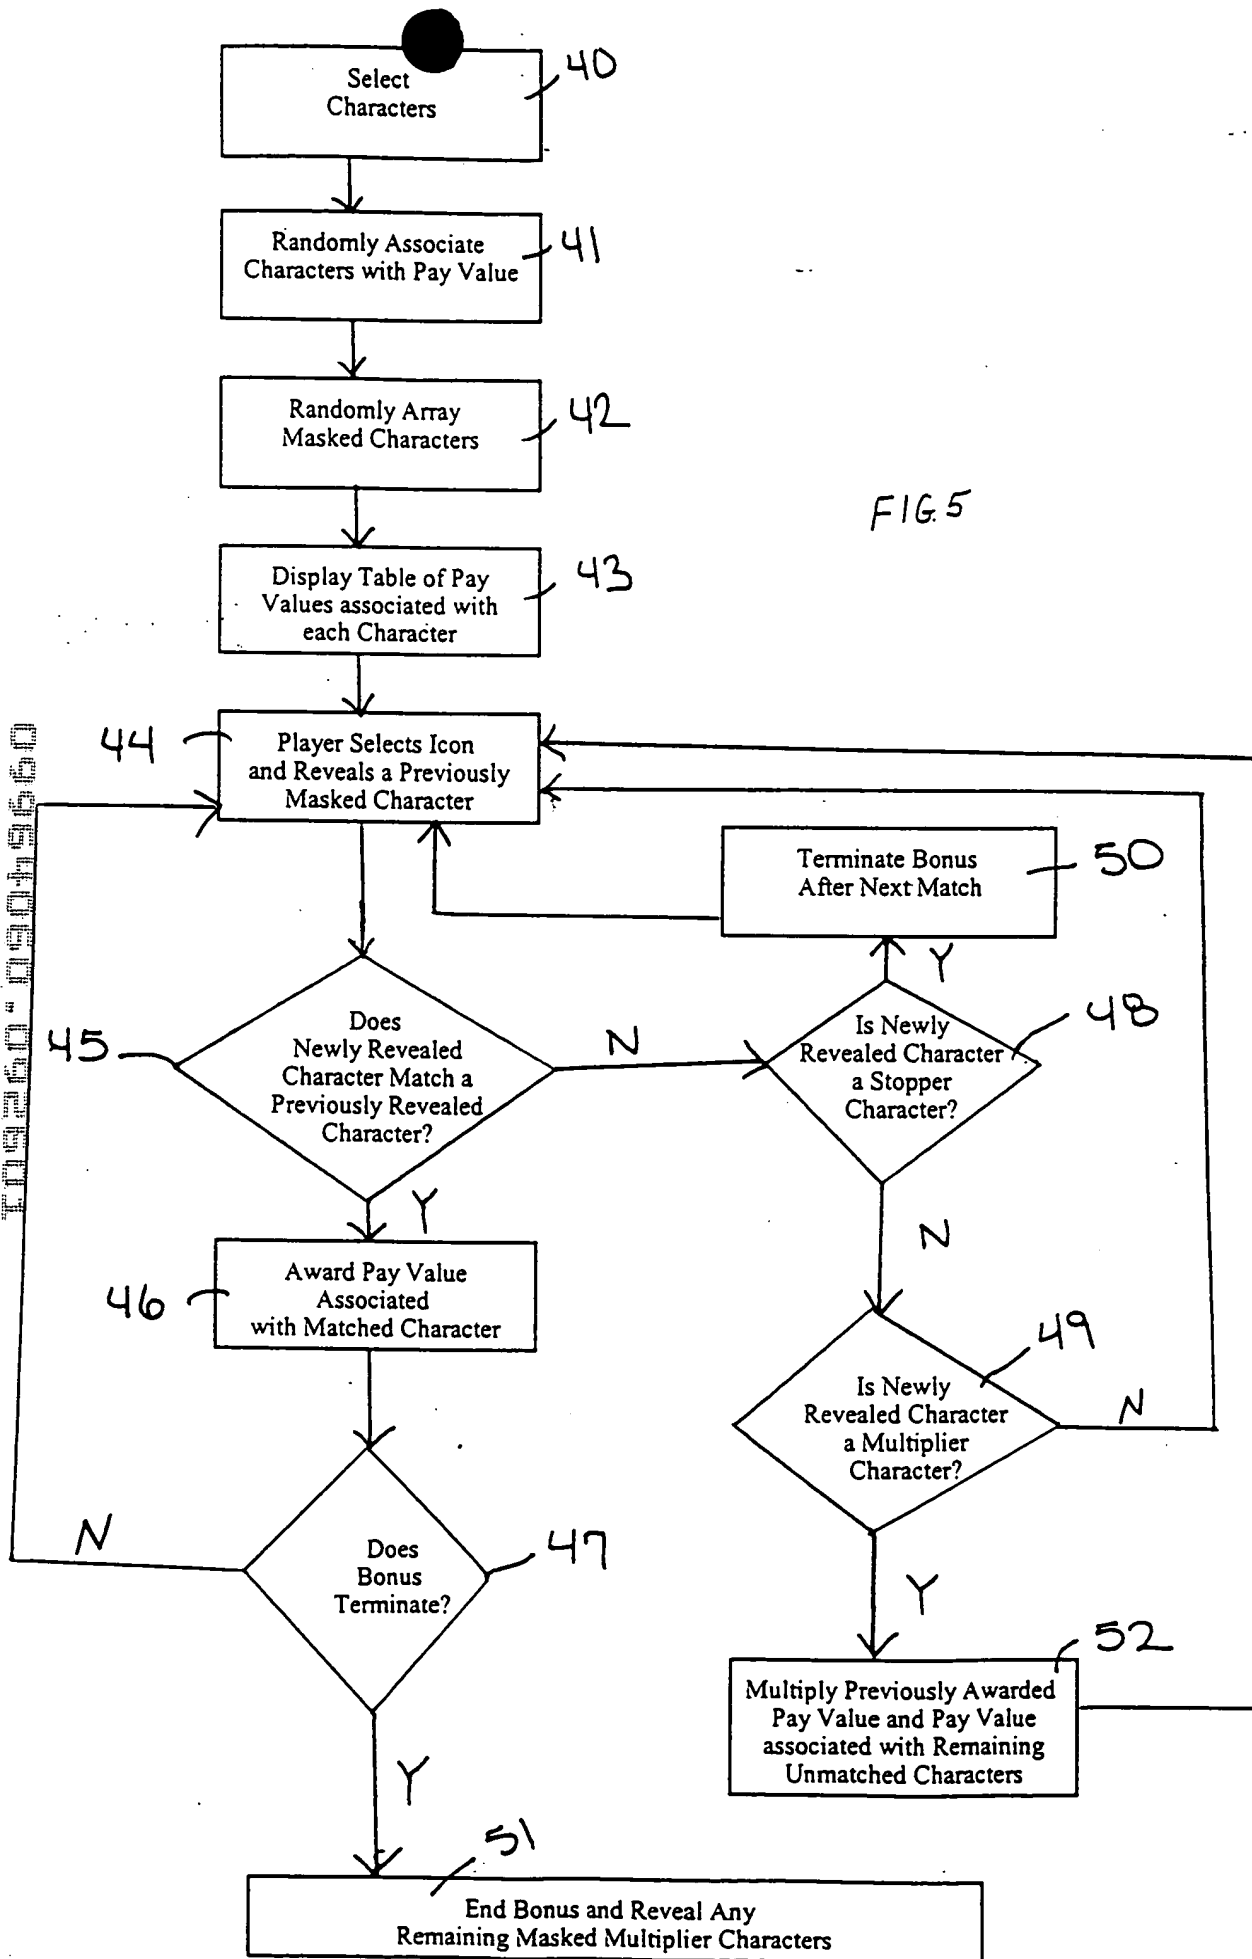 Select
Characters
40
Randomly Associate
Characters with Pay Value
41
Randomly Array
Masked Characters
42
FIG.5
Display Table of Pay
Values associated with
each Character
43
44
Player Selects Icon
and Reveals a Previously
Masked Character
Terminate Bonus
After Next Match
50
Y
45
Does
Newly Revealed
Character Match a
Previously Revealed
Character?
N
Is Newly
Revealed Character
a Stopper
Character?
48
Y
N
46
Award Pay Value
Associated
with Matched Character
49
Is Newly
Revealed Character
a Multiplier
Character?
N
N
Does
Bonus
Terminate?
47
Y
52
Multiply Previously Awarded
Pay Value and Pay Value
associated with Remaining
Unmatched Characters
Y
51
End Bonus and Reveal Any
Remaining Masked Multiplier Characters